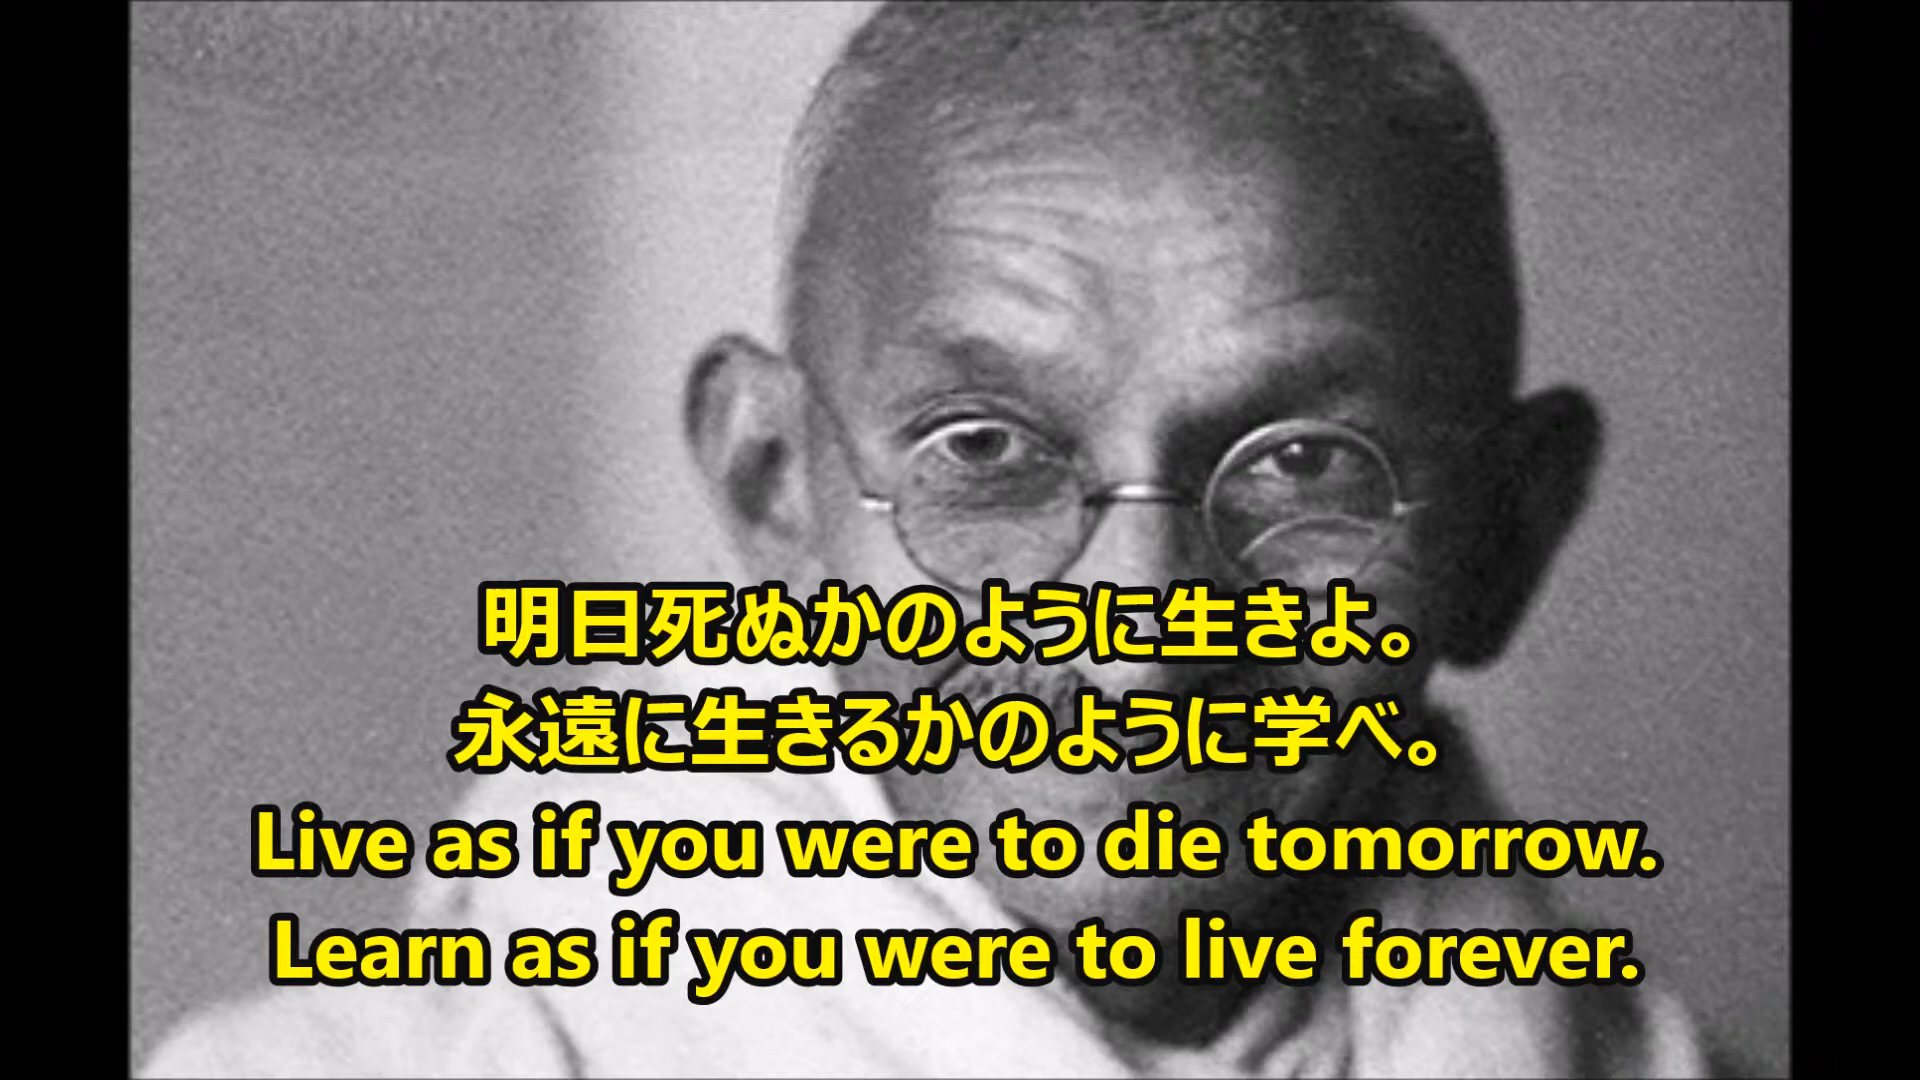 明日死ぬかのように生きよ。
永遠に生きるかのように学べ。
Live as if you were to die tomorrow.
Learn as if you were to live forever.